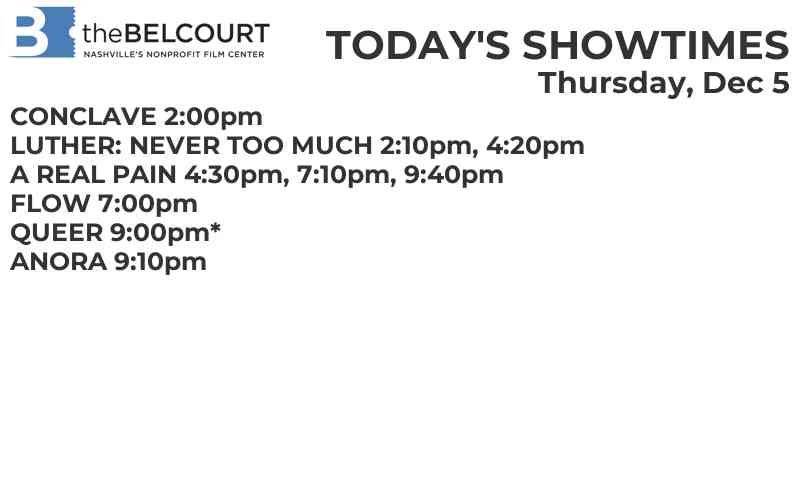 B theBELCOURT
NASHVILLE'S NONPROFIT FILM CENTER
TODAY'S SHOWTIMES
Thursday, Dec 5
CONCLAVE 2:00pm
LUTHER: NEVER TOO MUCH 2:10pm, 4:20pm
A REAL PAIN 4:30pm, 7:10pm, 9:40pm
FLOW 7:00pm
QUEER 9:00pm*
ANORA 9:10pm